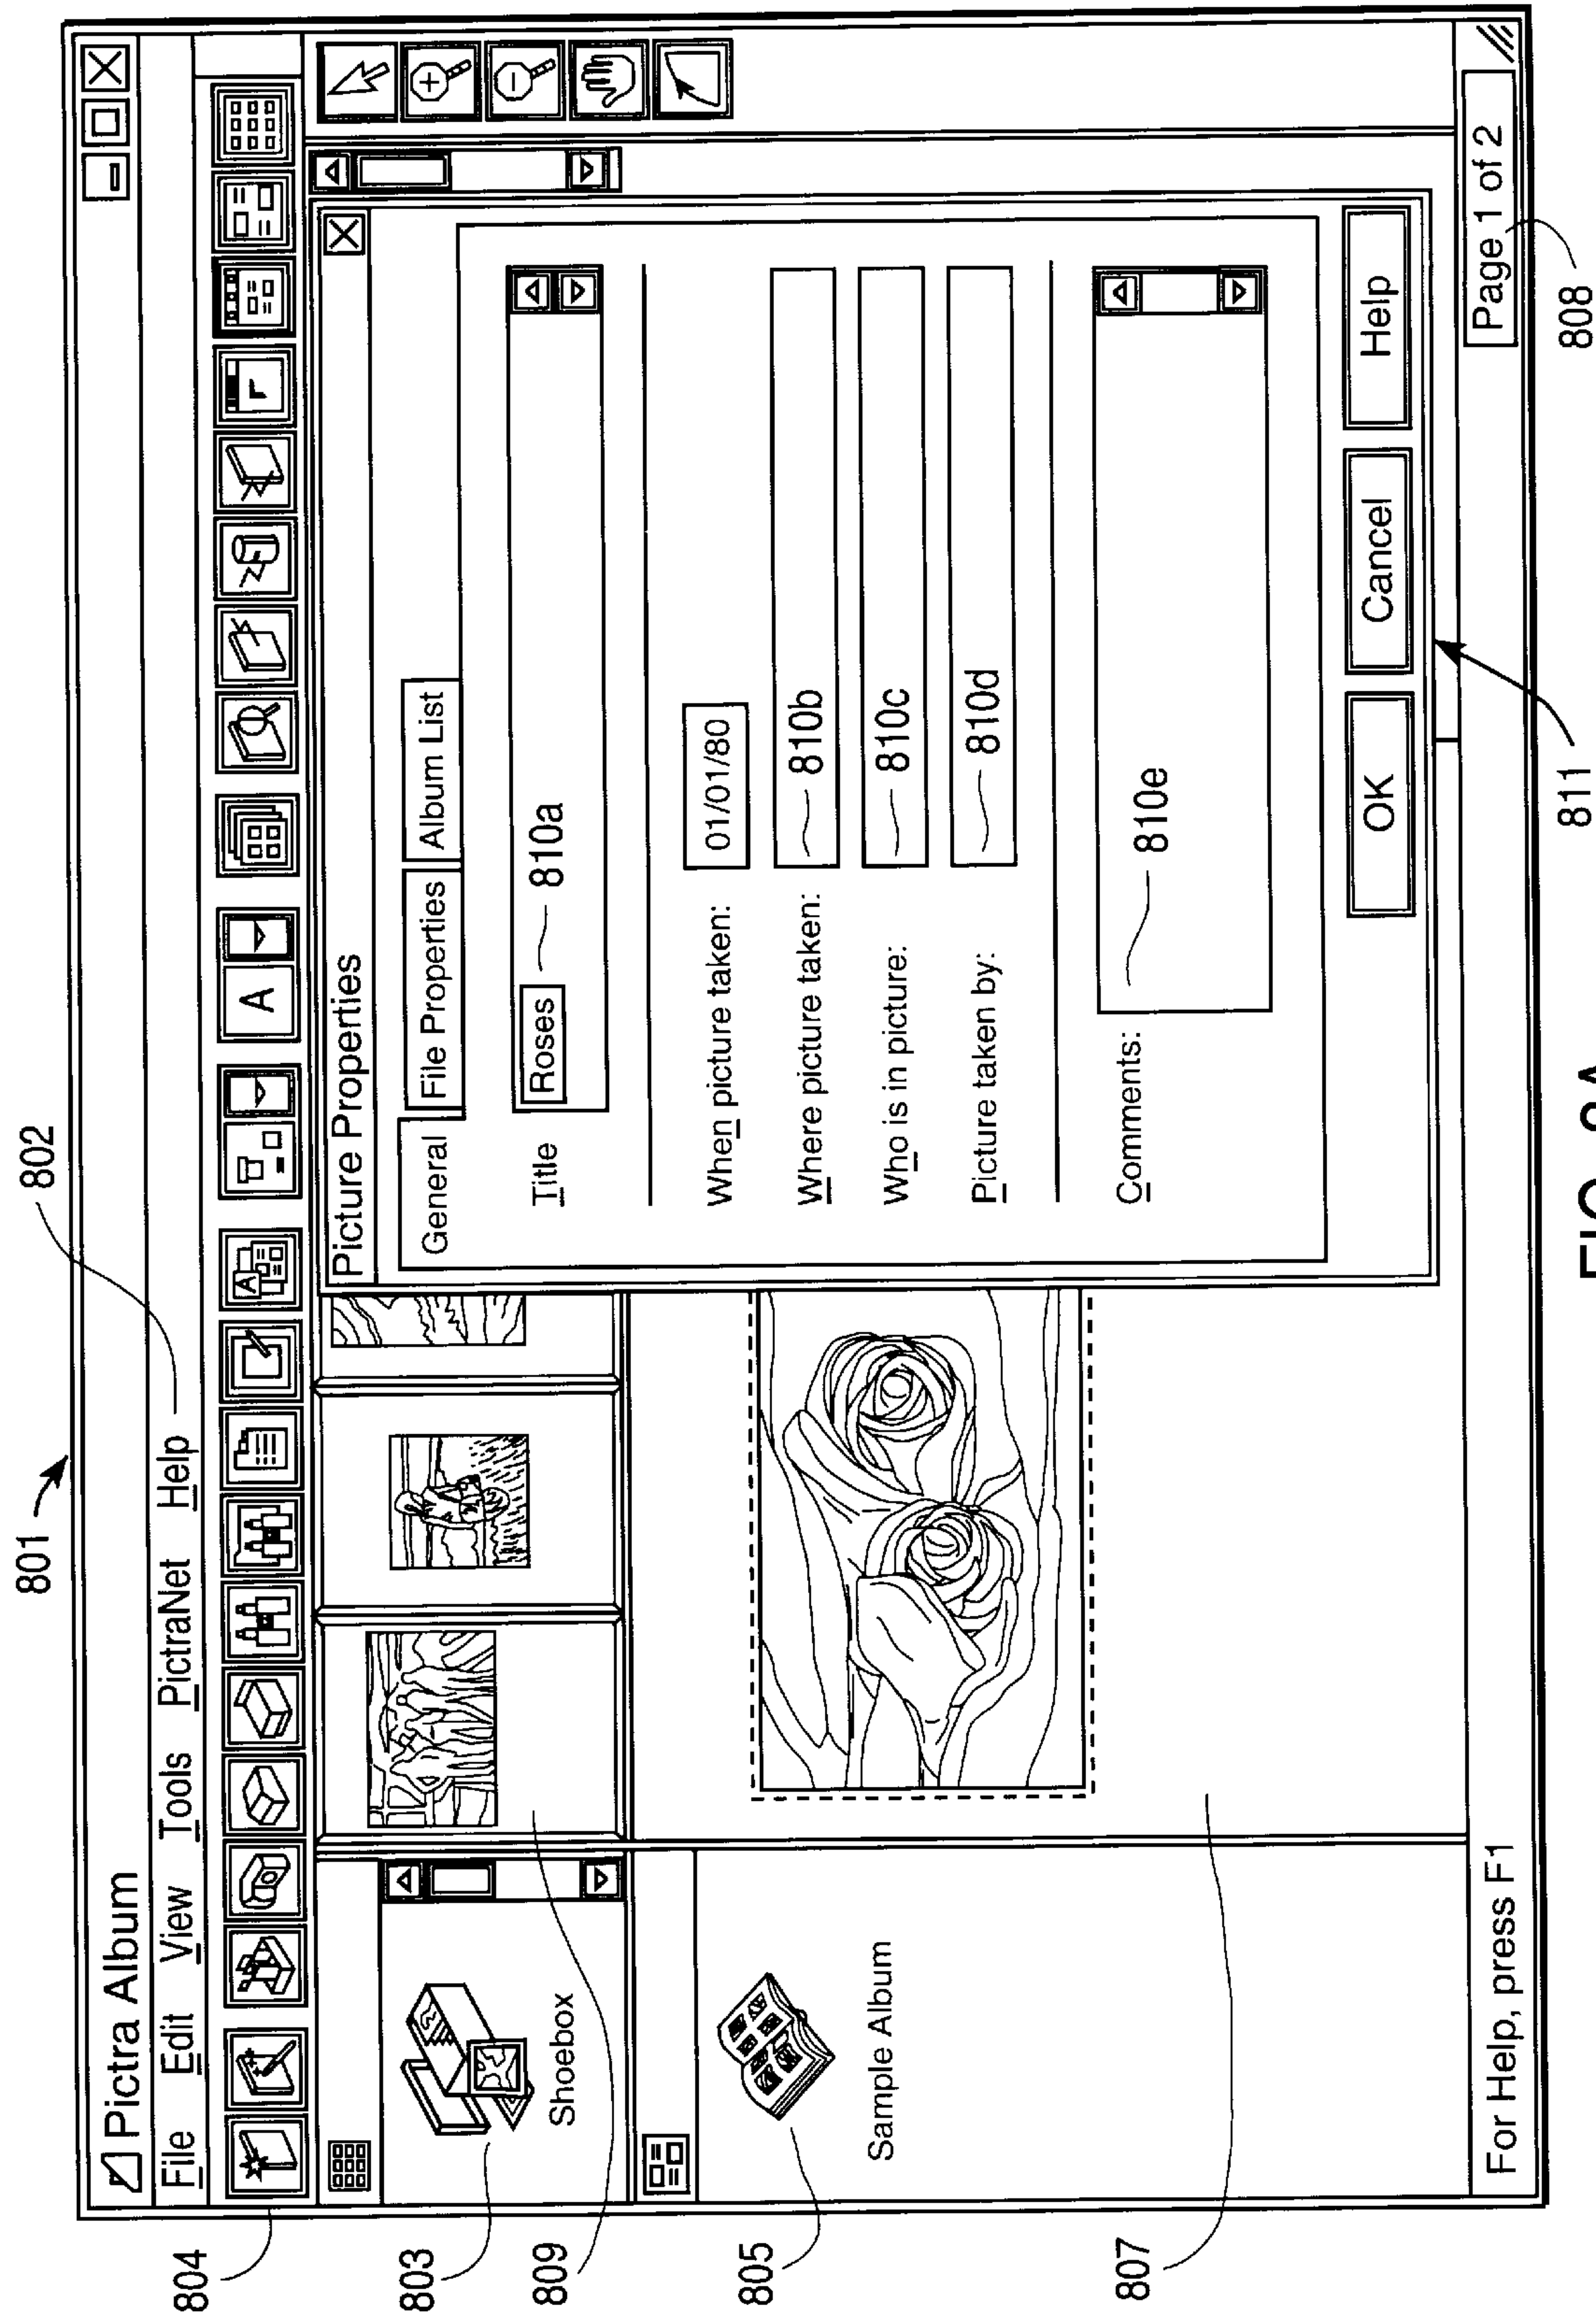 801
802
Pictra Album
File Edit View Tools PictraNet Help
804
A
A
803
Shoebox
809
805
Sample Album
807
Picture Properties
General File Properties Album List
Title Roses 810a
When picture taken: 01/01/80
Where picture taken: 810b
Who is in picture: 810c
Picture taken by: 810d
Comments: 810e
OK Cancel Help
For Help, press F1
Page 1 of 2
811
808